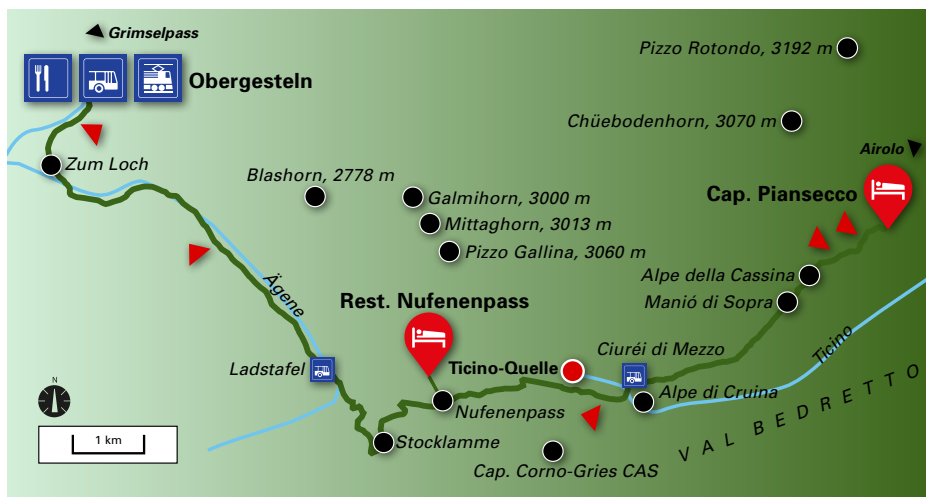 Grimselpass
Pizzo Rotondo, 3192 m
Obergesteln
Chüebodenhorn, 3070 m
Airolo
Zum Loch
Blashorn, 2778 m
Galmihorn, 3000 m
Cap. Piansecco
Mittaghorn, 3013 m
Pizzo Gallina, 3060 m
Alpe della Cassina
Ägene
Rest. Nufenenpass
Manió di Sopra
Ticino
Ciuréi di Mezzo
Ladstafel
Ticino-Quelle
N
Alpe di Cruina
VAL BEDRETTO
Nufenenpass
1 km
Stocklamme
Cap. Corno-Gries CAS